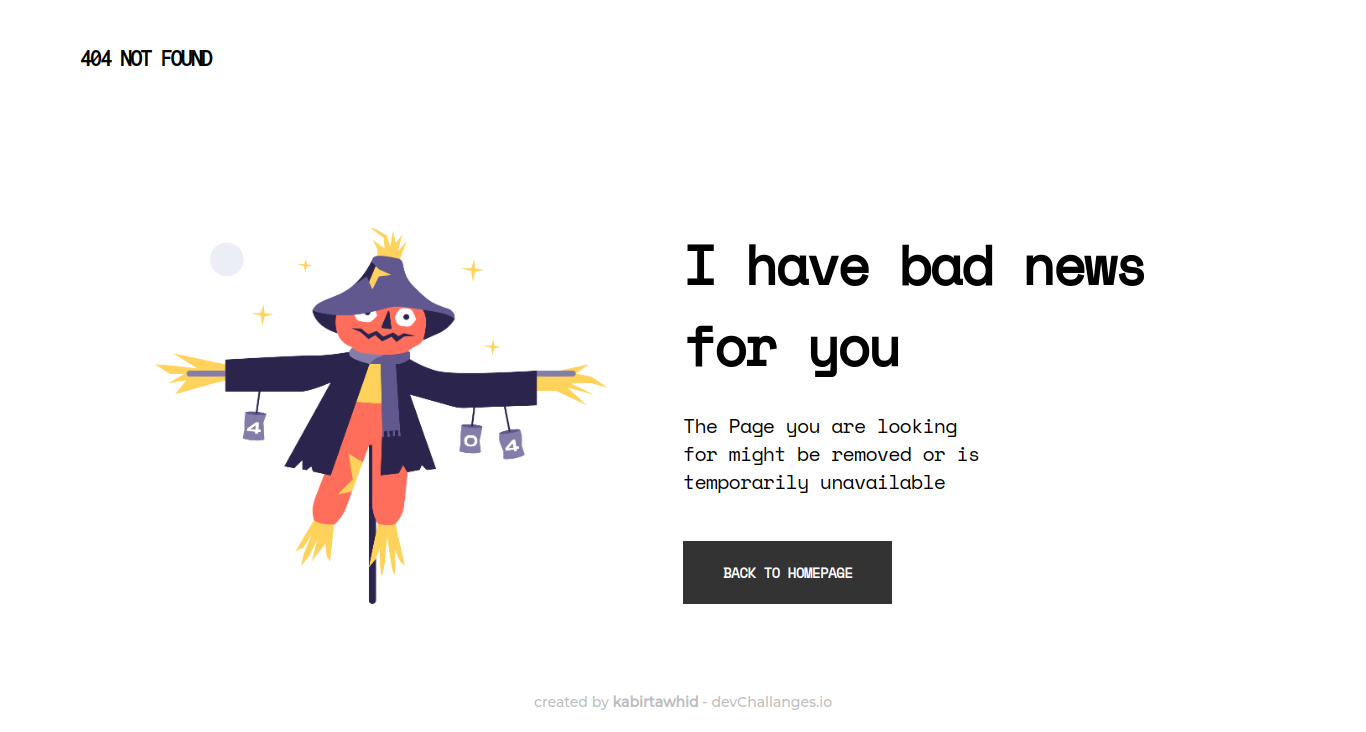 404 NOT FOUND
I have bad news
for you
4
0
4
The Page you are looking
for might be removed or is
temporarily unavailable
BACK TO HOMEPAGE
created by kabirtawhid - devChallanges.io